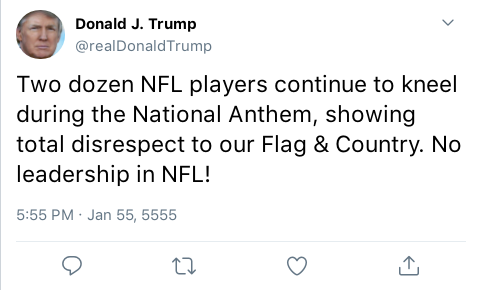 Donald J. Trump
@realDonaldTrump
Two dozen NFL players continue to kneel
during the National Anthem, showing
total disrespect to our Flag & Country. No
leadership in NFL!
5:55 PM · Jan 55, 5555